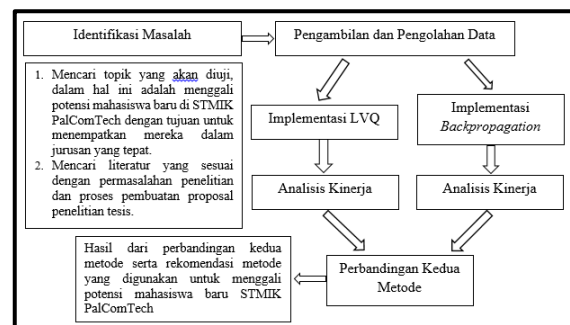 Identifikasi Masalah
Pengambilan dan Pengolahan Data
1. Mencari topik yang akan diuji,
dalam hal ini adalah menggali
potensi mahasiswa baru di STMIK
PalComTech dengan tujuan untuk
menempatkan mereka dalam
jurusan yang tepat.
2. Mencari literatur yang sesuai
dengan permasalahan penelitian
dan proses pembuatan proposal
penelitian tesis.
Implementasi LVQ
Implementasi
Backpropagation
Analisis Kinerja
Analisis Kinerja
Perbandingan Kedua
Metode
Hasil dari perbandingan kedua
metode serta rekomendasi metode
yang digunakan untuk menggali
potensi mahasiswa baru STMIK
PalComTech